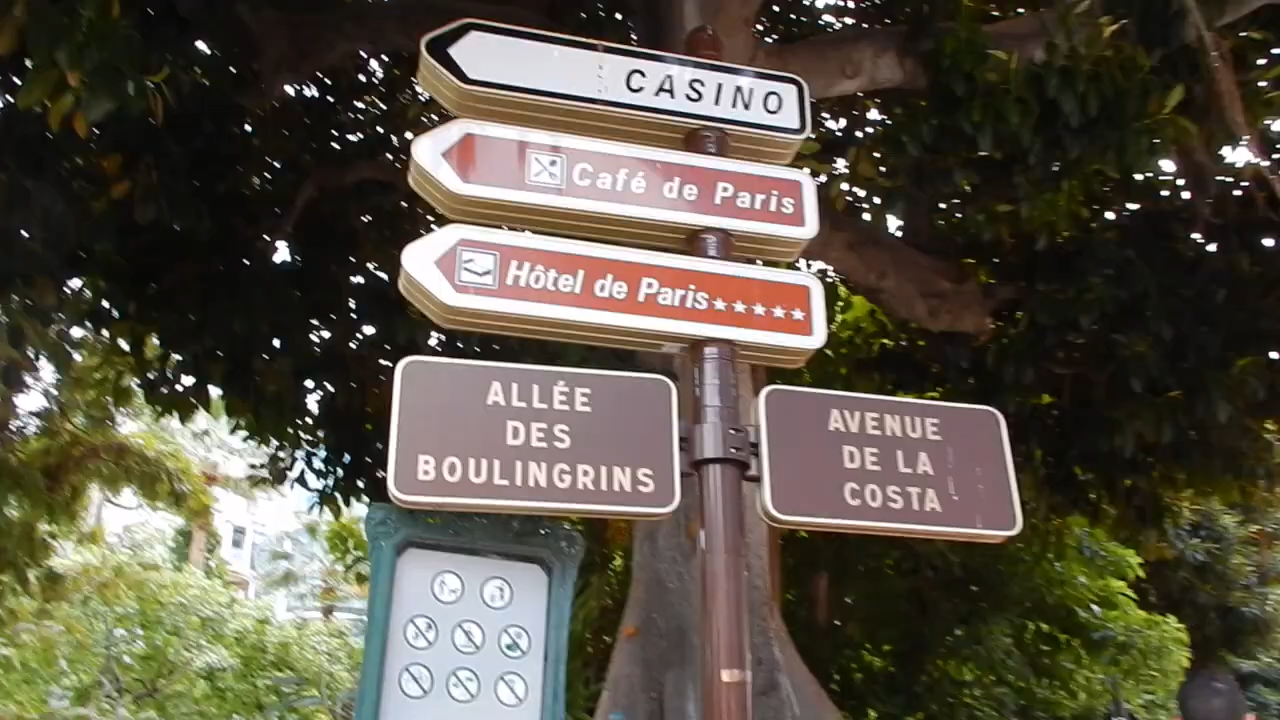 CASINO
Café de Paris
Hôtel de Paris★★★★★
ALLÉE
DES
BOULINGRINS
AVENUE
DE LA
COSTA